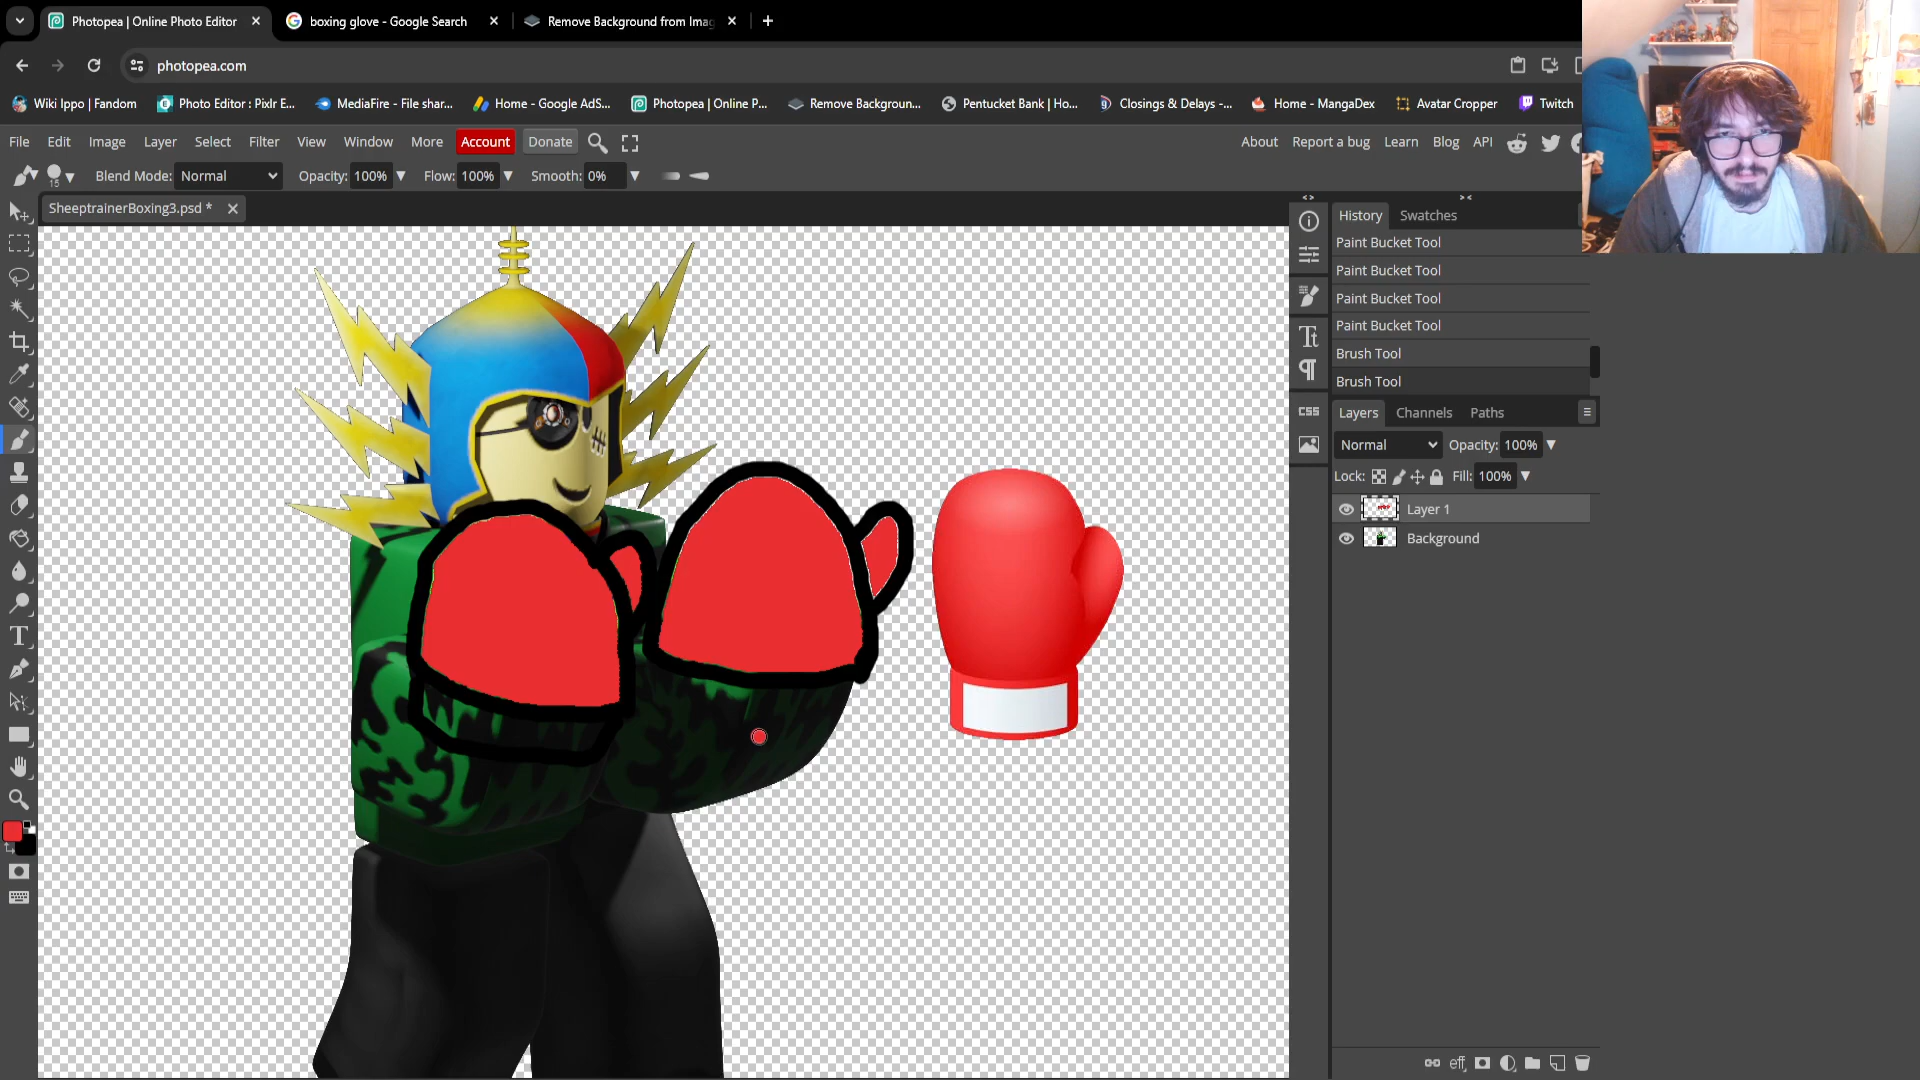 Photopea | Online Photo Editor
boxing glove - Google Search
Remove Background from Imag
photopea.com
Wiki Ippo | Fandom
Photo Editor : Pixlr E...
MediaFire - File shar...
Home - Google AdS...
Photopea | Online P...
Remove Backgroun...
Pentucket Bank | Ho...
Closings & Delays -...
Home - MangaDex
Avatar Cropper
Twitch
File Edit Image Layer Select Filter View Window More Account Donate
About Report a bug Learn Blog API
15
Blend Mode: Normal
Opacity: 100%
Flow: 100%
Smooth: 0%
SheeptrainerBoxing3.psd *
History Swatches
Paint Bucket Tool
Paint Bucket Tool
Paint Bucket Tool
Paint Bucket Tool
Brush Tool
Brush Tool
CSS
Layers Channels Paths
Normal Opacity: 100%
Lock: Fill: 100%
Layer 1
Background
eff